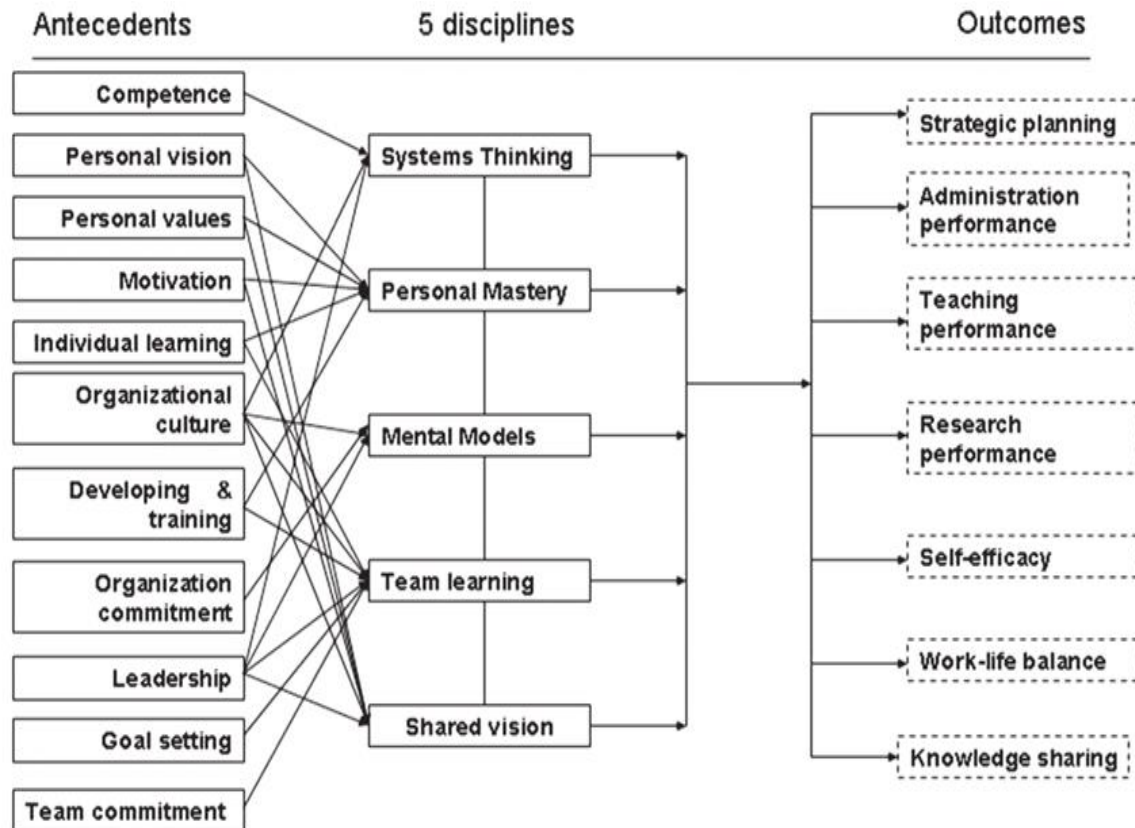 Antecedents
5 disciplines
Outcomes
Competence
Personal vision
Personal values
Motivation
Individual learning
Organizational
culture
Developing &
training
Organization
commitment
Leadership
Goal setting
Team commitment
Systems Thinking
Personal Mastery
Mental Models
Team learning
Shared vision
Strategic planning
Administration
performance
Teaching
performance
Research
performance
Self-efficacy
Work-life balance
Knowledge sharing